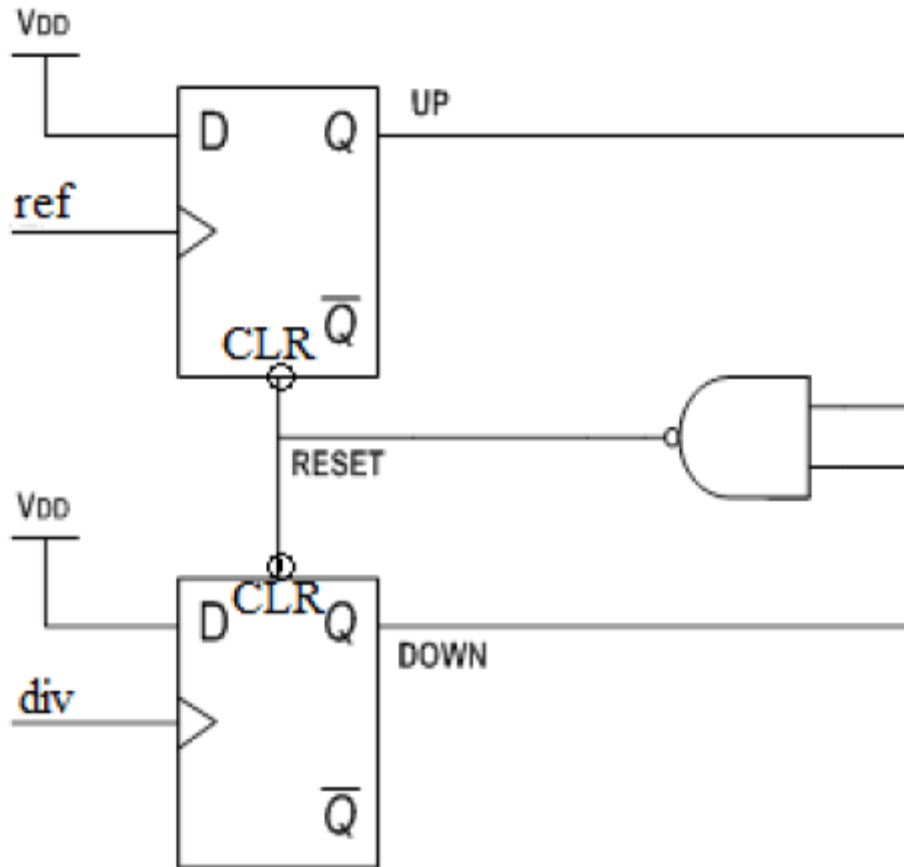 VDD
UP
D Q
ref
Q̅
CLR
RESET
VDD
CLR
D Q
DOWN
div
Q̅